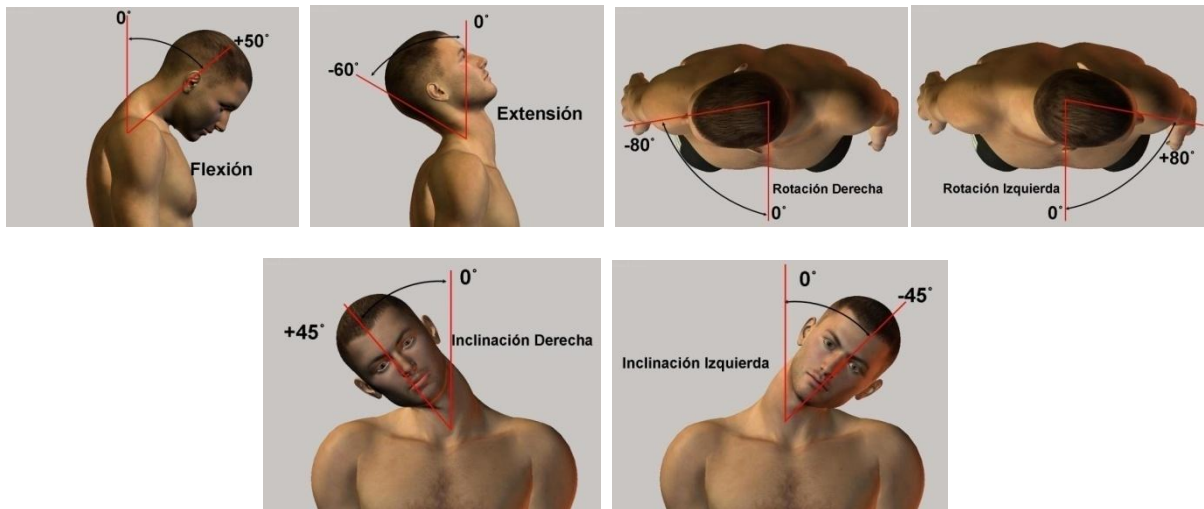 0°
+50°
Flexión
0°
-60°
Extensión
-80°
Rotación Derecha
0°
+80°
Rotación Izquierda
0°
0°
+45°
Inclinación Derecha
0°
-45°
Inclinación Izquierda